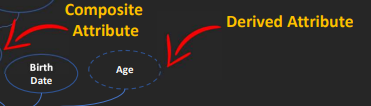 Composite
Attribute
Derived Attribute
Birth
Date
Age